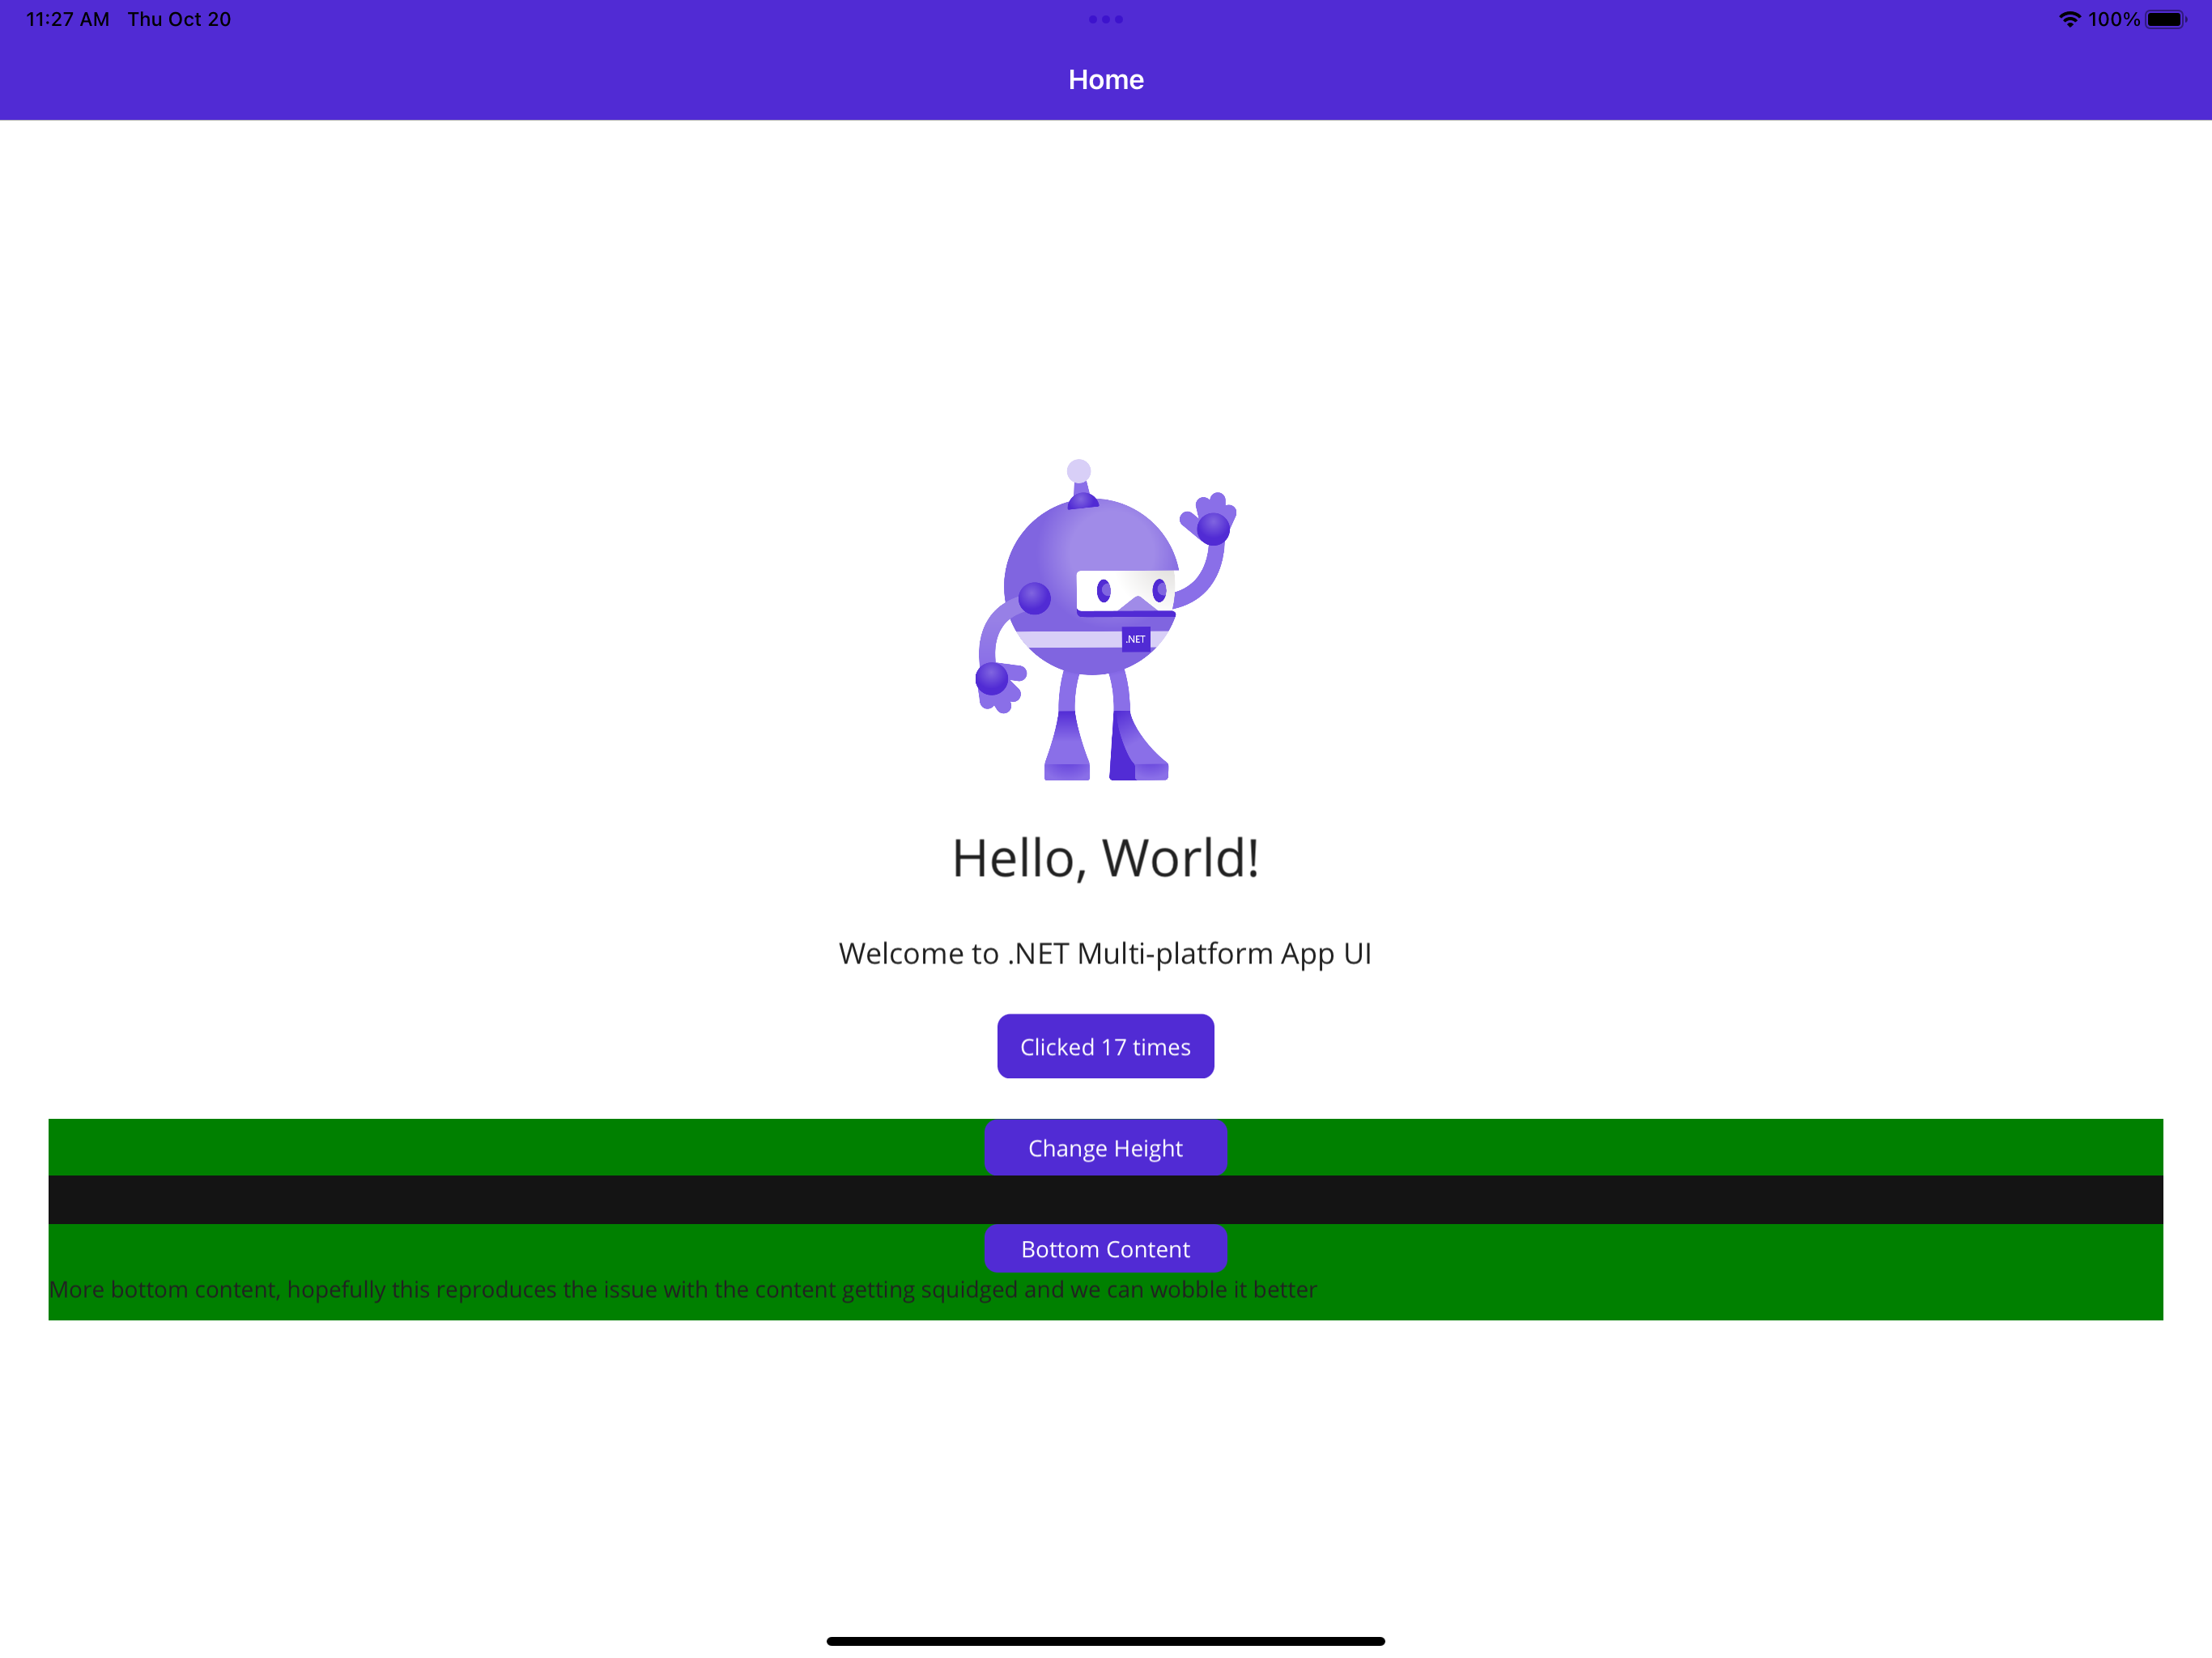 11:27 AM Thu Oct 20 100%
Home
.NET
Hello, World!
Welcome to .NET Multi-platform App UI
Clicked 17 times
Change Height
Bottom Content
More bottom content, hopefully this reproduces the issue with the content getting squidged and we can wobble it better